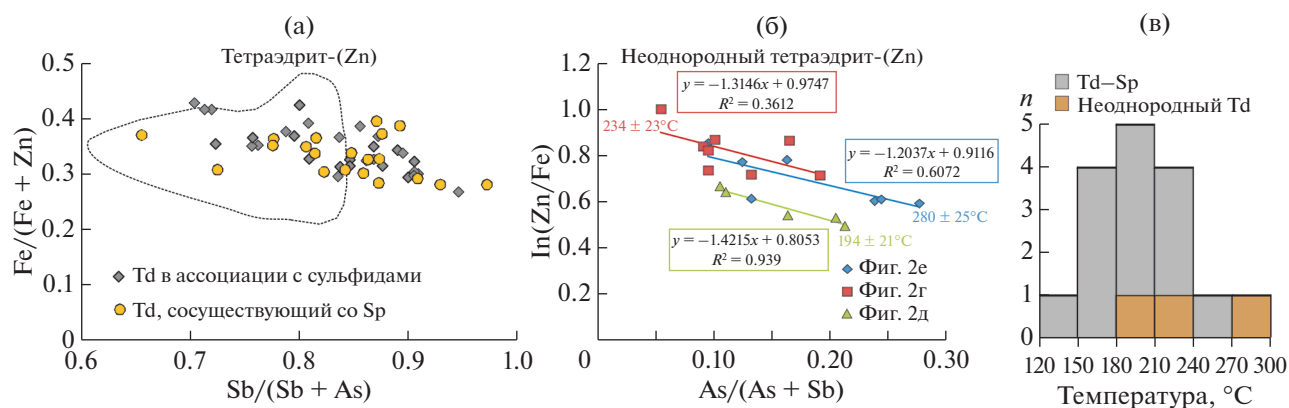 (а)
Тетраэдрит-(Zn)
Fe/(Fe + Zn)
0.5
0.4
0.3
0.2
0.1
0
Td в ассоциации с сульфидами
Td, сосуществующий со Sp
0.6 0.7 0.8 0.9 1.0
Sb/(Sb + As)
(б)
Неоднородный тетраэдрит-(Zn)
In(Zn/Fe)
1.2
1.0
0.8
0.6
0.4
0.2
y = −1.3146x + 0.9747
R² = 0.3612
234 ± 23°C
y = −1.2037x + 0.9116
R² = 0.6072
280 ± 25°C
y = −1.4215x + 0.8053
R² = 0.939
194 ± 21°C
Фиг. 2е
Фиг. 2г
Фиг. 2д
0 0.10 0.20 0.30
As/(As + Sb)
(в)
Td–Sp
Неоднородный Td
n
5
4
3
2
1
0
120 150 180 210 240 270 300
Температура, °C